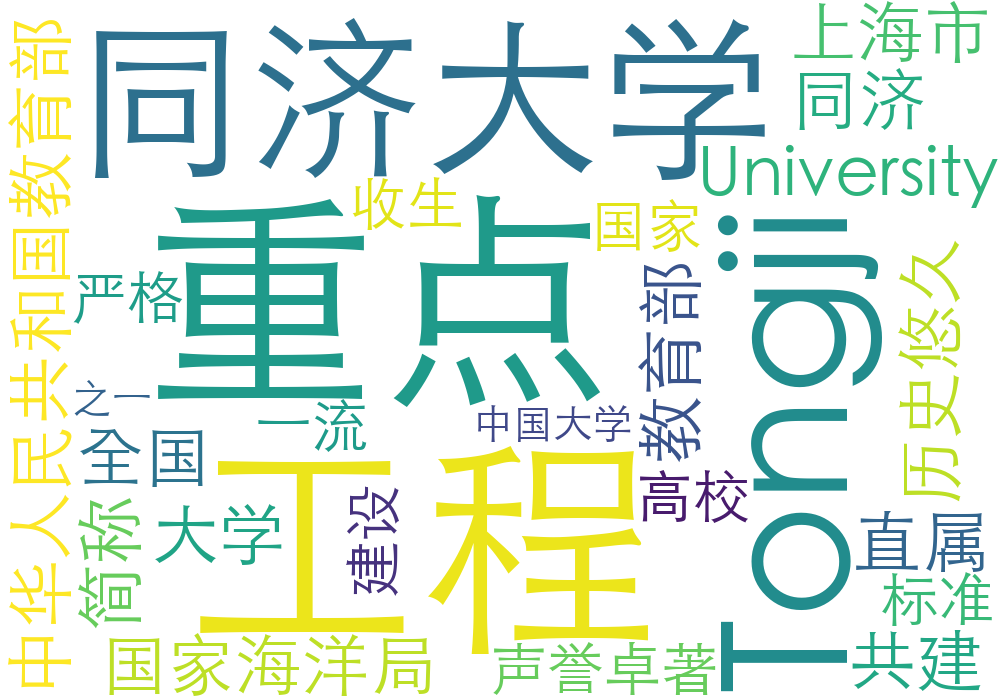 同济大学
上海市
同济
University
中华人民共和国教育部
收生
国家
重点
Tongji
严格
教育部
历史悠久
之一
一流
中国大学
全国
工程
高校
简称
大学
建设
直属
标准
国家海洋局
声誉卓著
共建